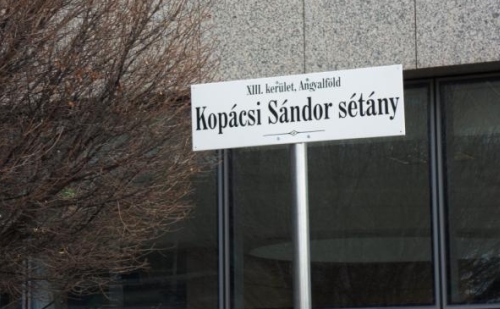 XIII. kerület, Angyalföld
Kopácsi Sándor sétány